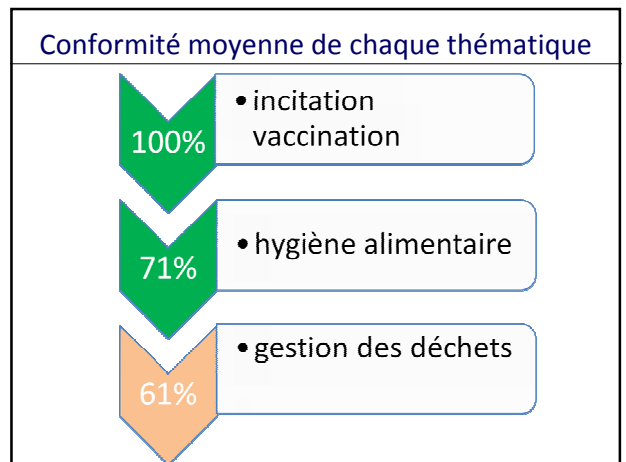 Conformité moyenne de chaque thématique
100%
• incitation
vaccination
71%
• hygiène alimentaire
61%
• gestion des déchets